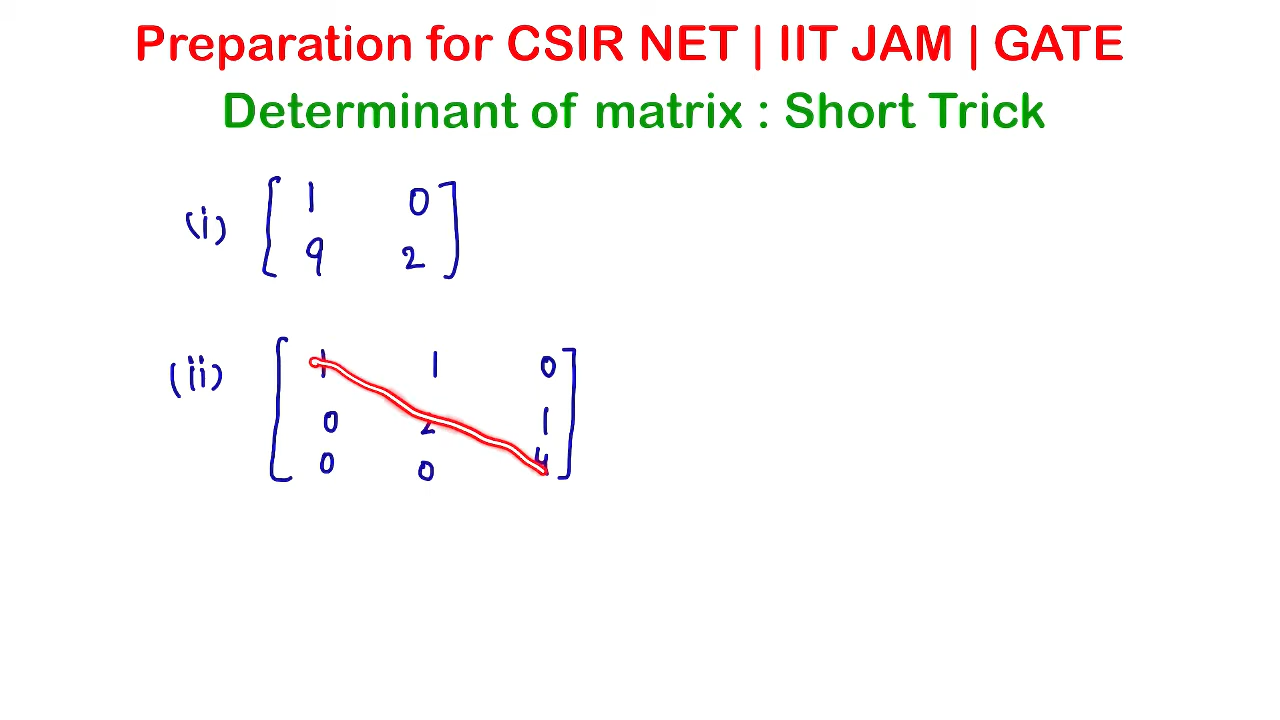 Preparation for CSIR NET | IIT JAM | GATE
Determinant of matrix : Short Trick
(i) [ 1 0
9 2 ]
(ii) [ 1 1 0
0 2 1
0 0 4 ]